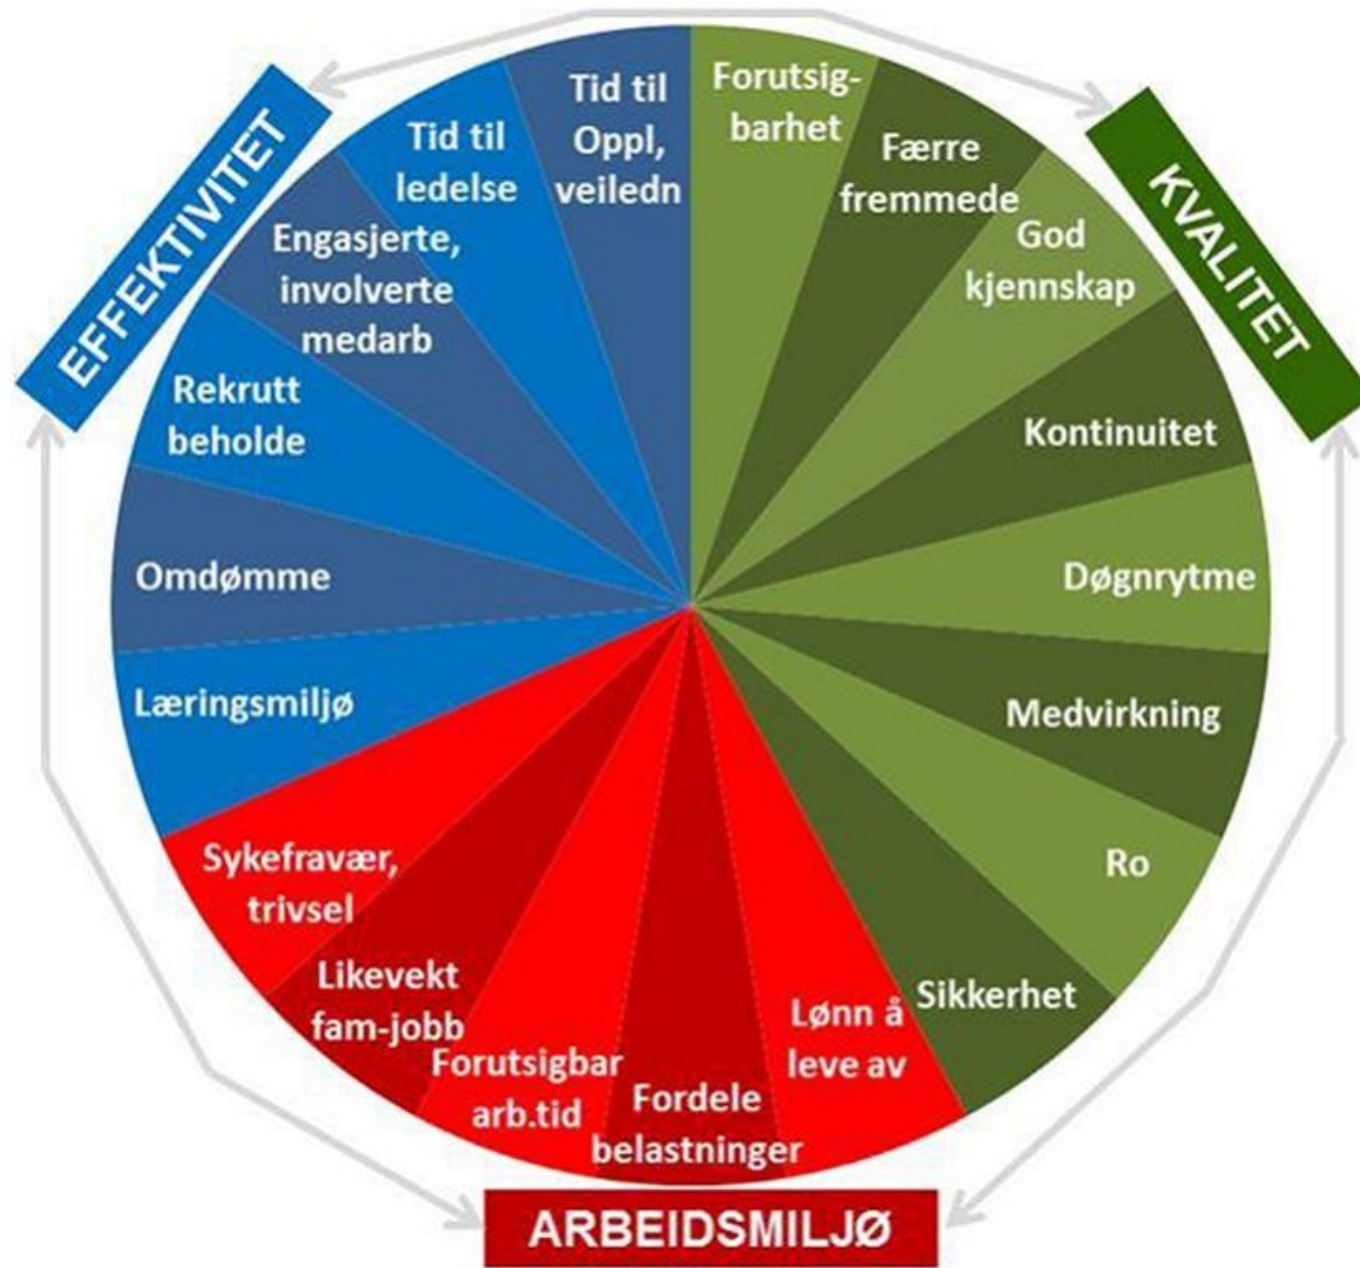 EFFEKTIVITET
KVALITET
ARBEIDSMILJØ
Forutsig-
barhet
Færre
fremmede
God
kjennskap
Kontinuitet
Døgnrytme
Medvirkning
Ro
Sikkerhet
Lønn å
leve av
Fordele
belastninger
Forutsigbar
arb.tid
Likevekt
fam-jobb
Sykefravær,
trivsel
Læringsmiljø
Omdømme
Rekrutt
beholde
Engasjerte,
involverte
medarb
Tid til
ledelse
Tid til
Oppl,
veiledn